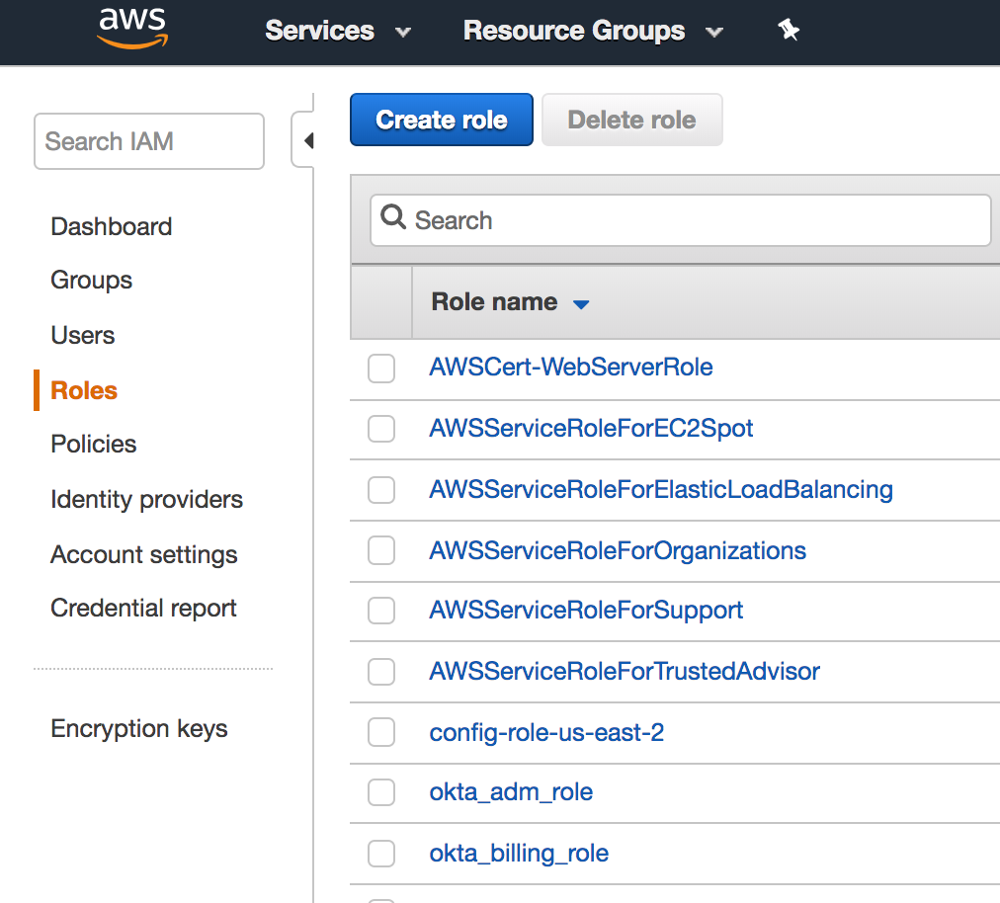 aws
Services
Resource Groups
Search IAM
Dashboard
Groups
Users
Roles
Policies
Identity providers
Account settings
Credential report
Encryption keys
Create role
Delete role
Search
Role name
AWSCert-WebServerRole
AWSServiceRoleForEC2Spot
AWSServiceRoleForElasticLoadBalancing
AWSServiceRoleForOrganizations
AWSServiceRoleForSupport
AWSServiceRoleForTrustedAdvisor
config-role-us-east-2
okta_adm_role
okta_billing_role